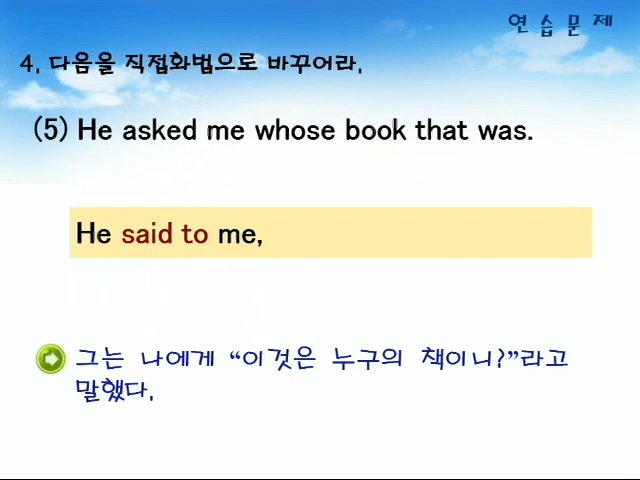 연습문제
4. 다음을 직접화법으로 바꾸어라.
(5) He asked me whose book that was.
He said to me,
그는 나에게 “이것은 누구의 책이니?”라고
말했다.